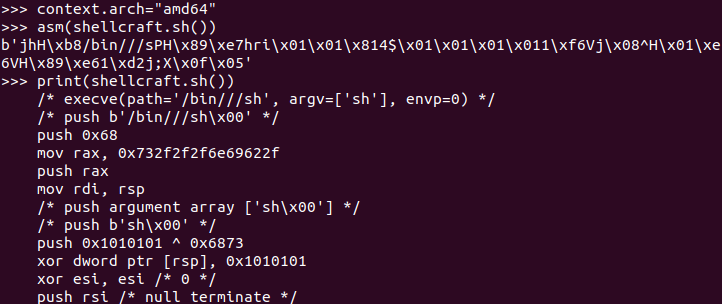 >>> context.arch="amd64"
>>> asm(shellcraft.sh())
b'jhH\xb8/bin///sPH\x89\xe7hri\x01\x01\x814$\x01\x01\x01\x011\xf6Vj\x08^H\x01\xe
6VH\x89\xe61\xd2j;X\x0f\x05'
>>> print(shellcraft.sh())
    /* execve(path='/bin///sh', argv=['sh'], envp=0) */
    /* push b'/bin///sh\x00' */
    push 0x68
    mov rax, 0x732f2f2f6e69622f
    push rax
    mov rdi, rsp
    /* push argument array ['sh\x00'] */
    /* push b'sh\x00' */
    push 0x1010101 ^ 0x6873
    xor dword ptr [rsp], 0x1010101
    xor esi, esi /* 0 */
    push rsi /* null terminate */